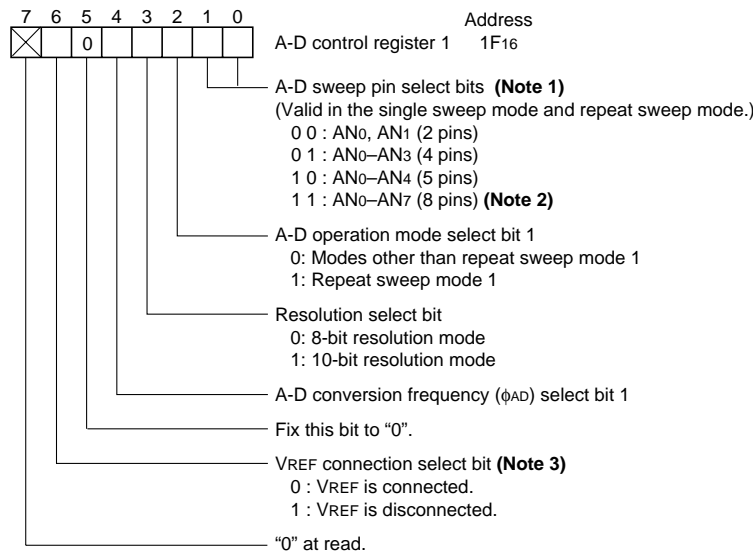 7 6 5 4 3 2 1 0
Address
0
A-D control register 1 1F16
A-D sweep pin select bits (Note 1)
(Valid in the single sweep mode and repeat sweep mode.)
0 0 : AN0, AN1 (2 pins)
0 1 : AN0–AN3 (4 pins)
1 0 : AN0–AN4 (5 pins)
1 1 : AN0–AN7 (8 pins) (Note 2)
A-D operation mode select bit 1
0: Modes other than repeat sweep mode 1
1: Repeat sweep mode 1
Resolution select bit
0: 8-bit resolution mode
1: 10-bit resolution mode
A-D conversion frequency (ϕAD) select bit 1
Fix this bit to “0”.
VREF connection select bit (Note 3)
0 : VREF is connected.
1 : VREF is disconnected.
“0” at read.